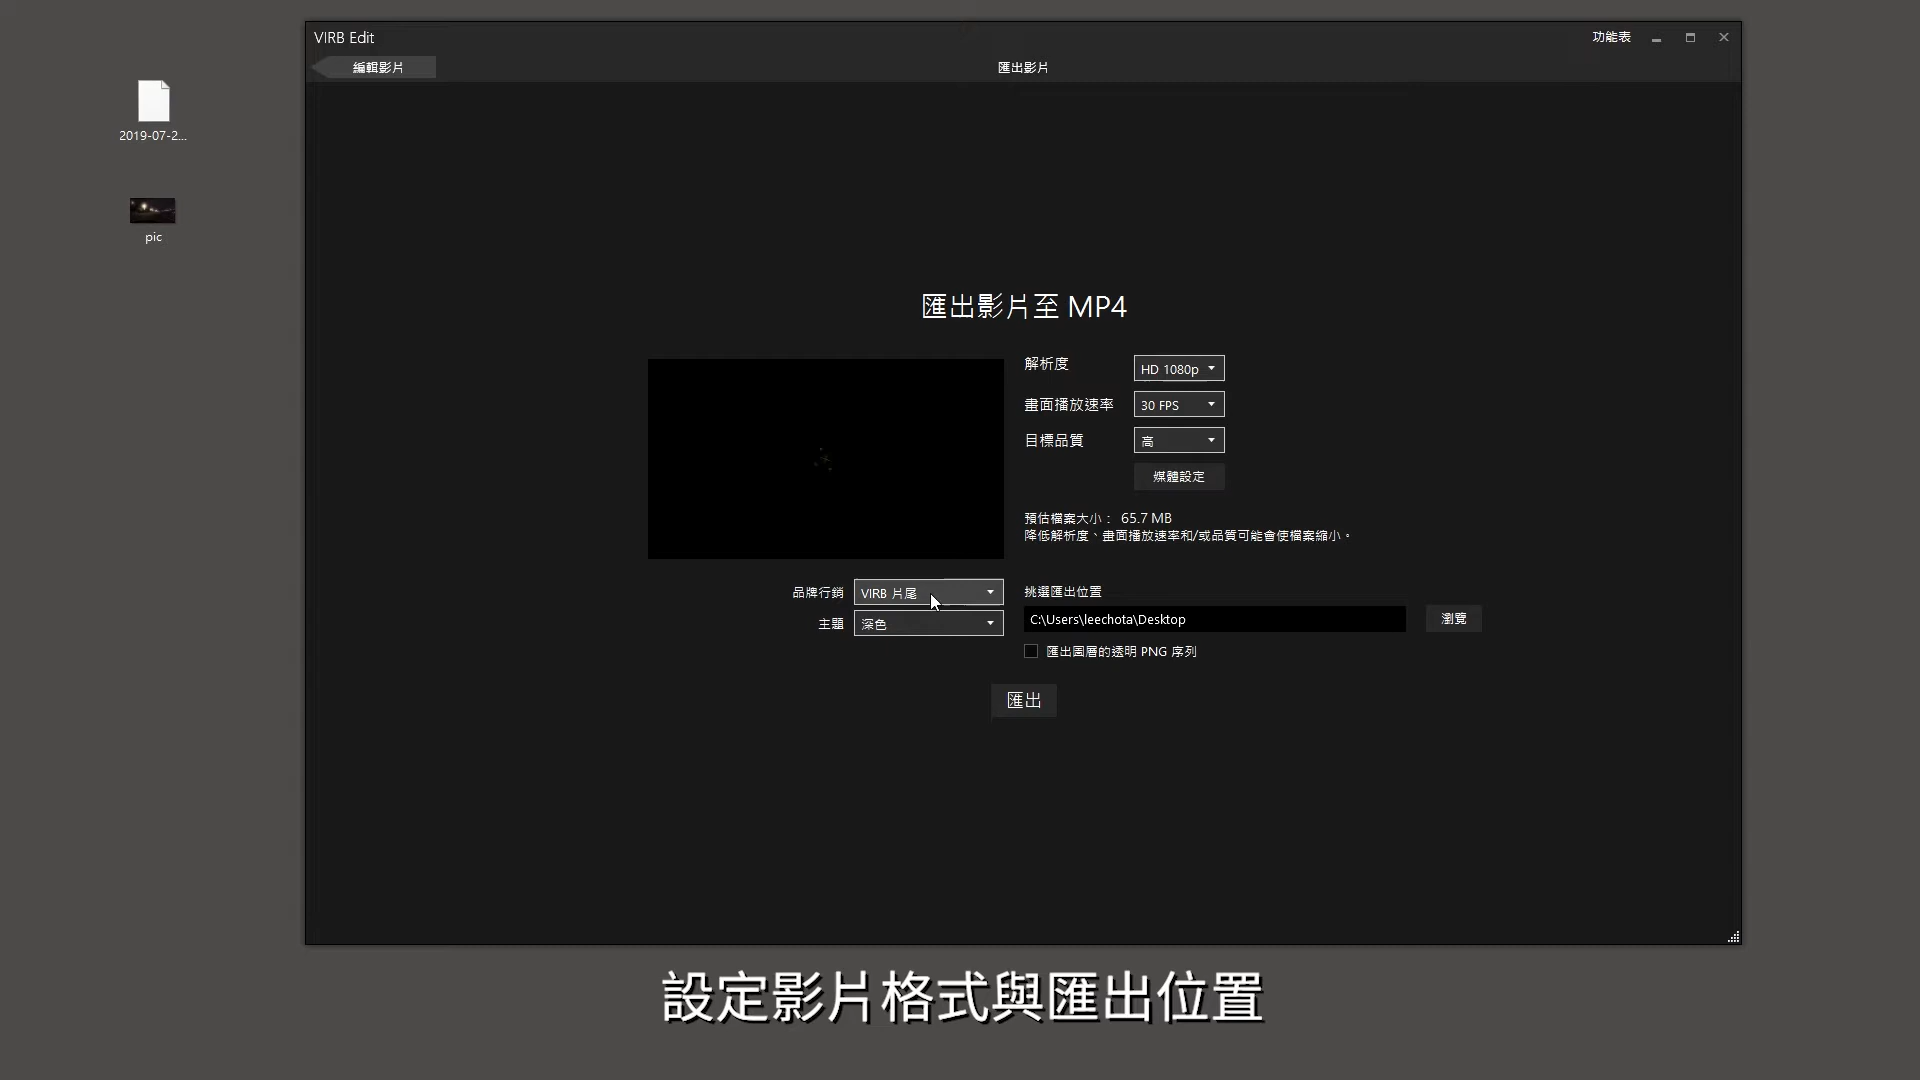 VIRB Edit
功能表
編輯影片
匯出影片
2019-07-2...
pic
匯出影片至 MP4
解析度
HD 1080p
畫面播放速率
30 FPS
目標品質
高
媒體設定
預估檔案大小： 65.7 MB
降低解析度、畫面播放速率和/或品質可能會使檔案縮小。
品牌行銷
VIRB 片尾
主題
深色
挑選匯出位置
C:\Users\leechota\Desktop
瀏覽
匯出圖層的透明 PNG 序列
匯出
設定影片格式與匯出位置